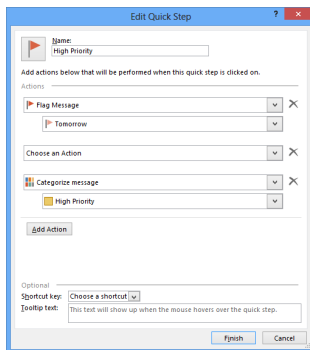 Edit Quick Step
Name:
High Priority
Add actions below that will be performed when this quick step is clicked on.
Actions
Flag Message
Tomorrow
Choose an Action
Categorize message
High Priority
Add Action
Optional
Shortcut key: Choose a shortcut
Tooltip text: This text will show up when the mouse hovers over the quick step.
Finish Cancel